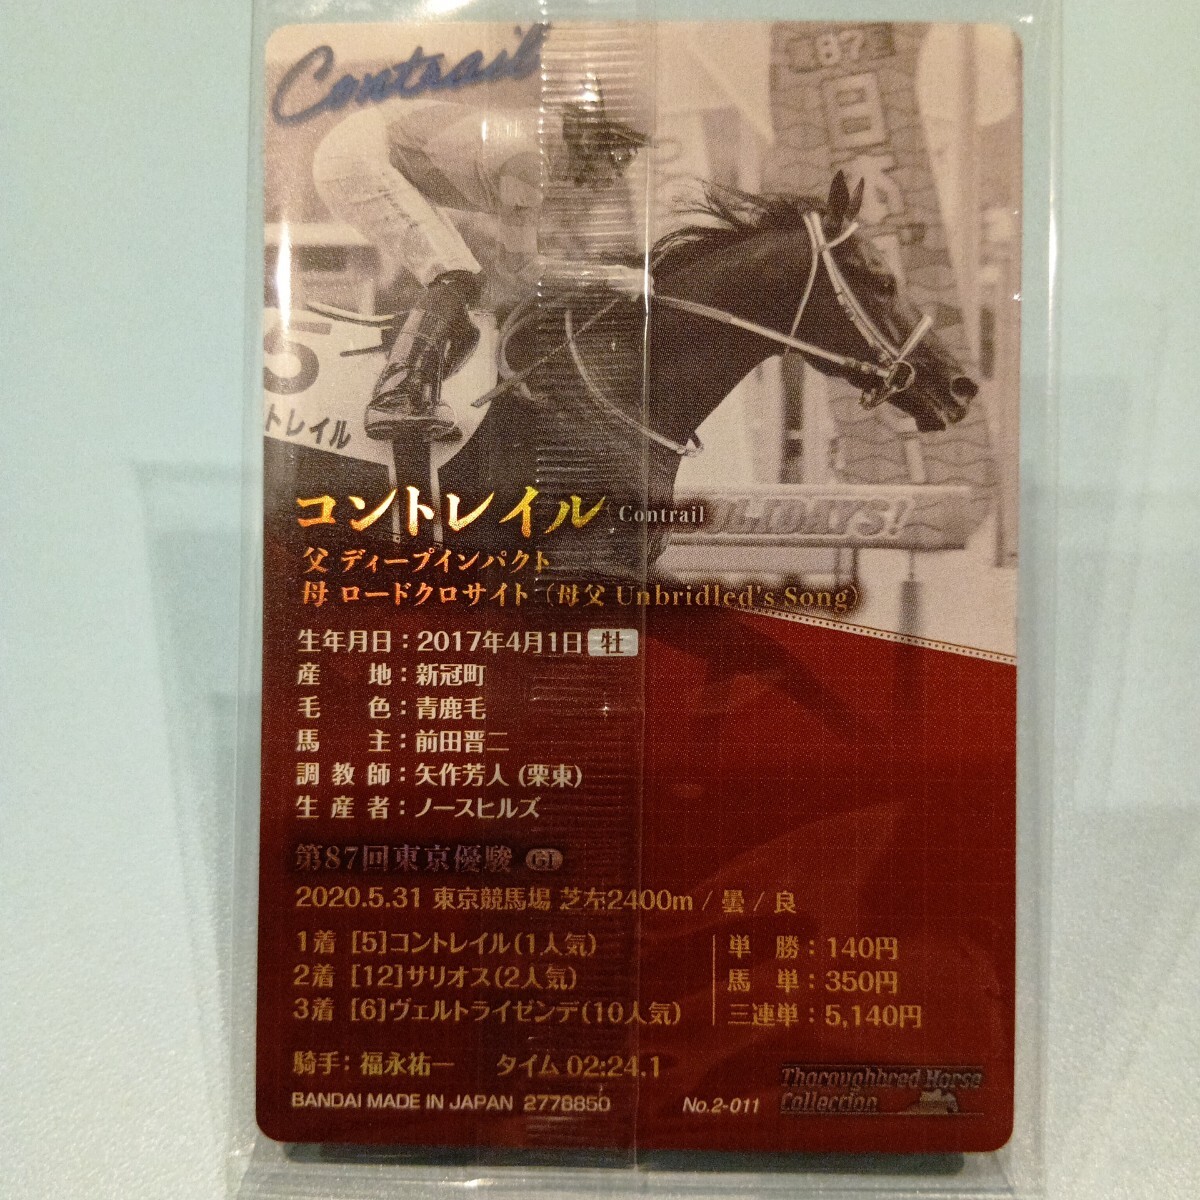 Contrail
第87回
日本
5
トレイル
コントレイル Contrail
LIDAYS!
父 ディープインパクト
母 ロードクロサイト(母父 Unbridled's Song)
生年月日:2017年4月1日 牡
産地:新冠町
毛色:青鹿毛
馬主:前田晋二
調教師:矢作芳人(栗東)
生産者:ノースヒルズ
第87回東京優駿 GI
2020.5.31 東京競馬場 芝左2400m / 曇 / 良
1着 [5]コントレイル(1人気) 単勝:140円
2着 [12]サリオス(2人気) 馬単:350円
3着 [6]ヴェルトライゼンデ(10人気) 三連単:5,140円
騎手:福永祐一 タイム 02:24.1
BANDAI MADE IN JAPAN 2778850 No.2-011
Thoroughbred Horse
Collection